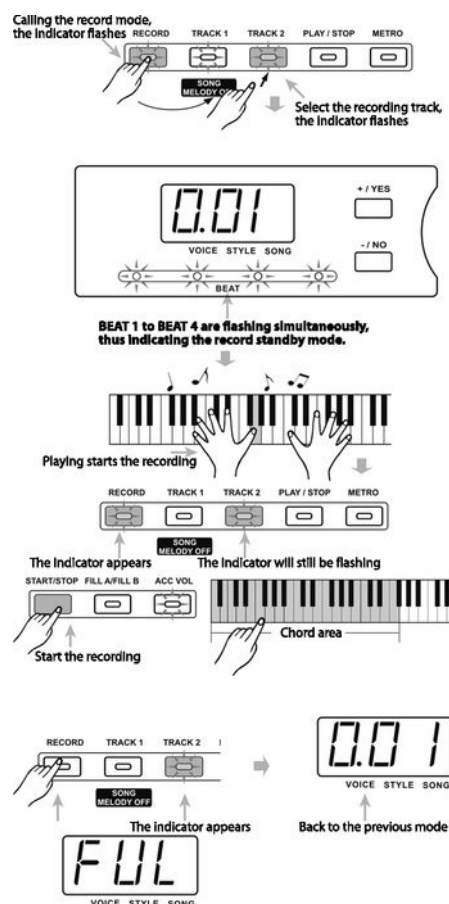 Calling the record mode,
the indicator flashes
RECORD TRACK 1 TRACK 2 PLAY / STOP METRO
SONG
MELODY OFF
Select the recording track,
the indicator flashes
0.01
+ / YES
- / NO
VOICE STYLE SONG
BEAT
BEAT 1 to BEAT 4 are flashing simultaneously,
thus indicating the record standby mode.
Playing starts the recording
RECORD TRACK 1 TRACK 2 PLAY / STOP METRO
SONG
MELODY OFF
The indicator appears The indicator will still be flashing
START/STOP FILL A/FILL B ACC VOL
Chord area
Start the recording
RECORD TRACK 1 TRACK 2
SONG
MELODY OFF
0.01
VOICE STYLE SONG
The indicator appears Back to the previous mode
FUL
VOICE STYLE SONG